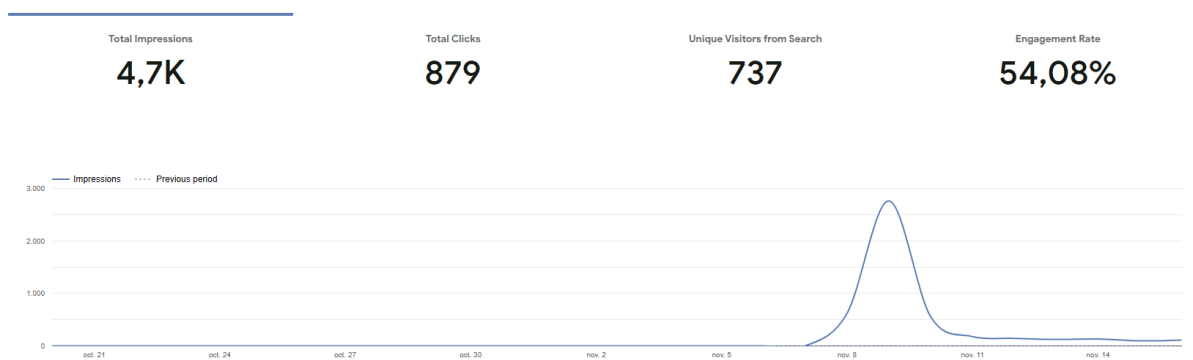 Total Impressions
4,7K
Total Clicks
879
Unique Visitors from Search
737
Engagement Rate
54,08%
Impressions Previous period
3.000
2.000
1.000
0
oct. 21 oct. 24 oct. 27 oct. 30 nov. 2 nov. 5 nov. 8 nov. 11 nov. 14